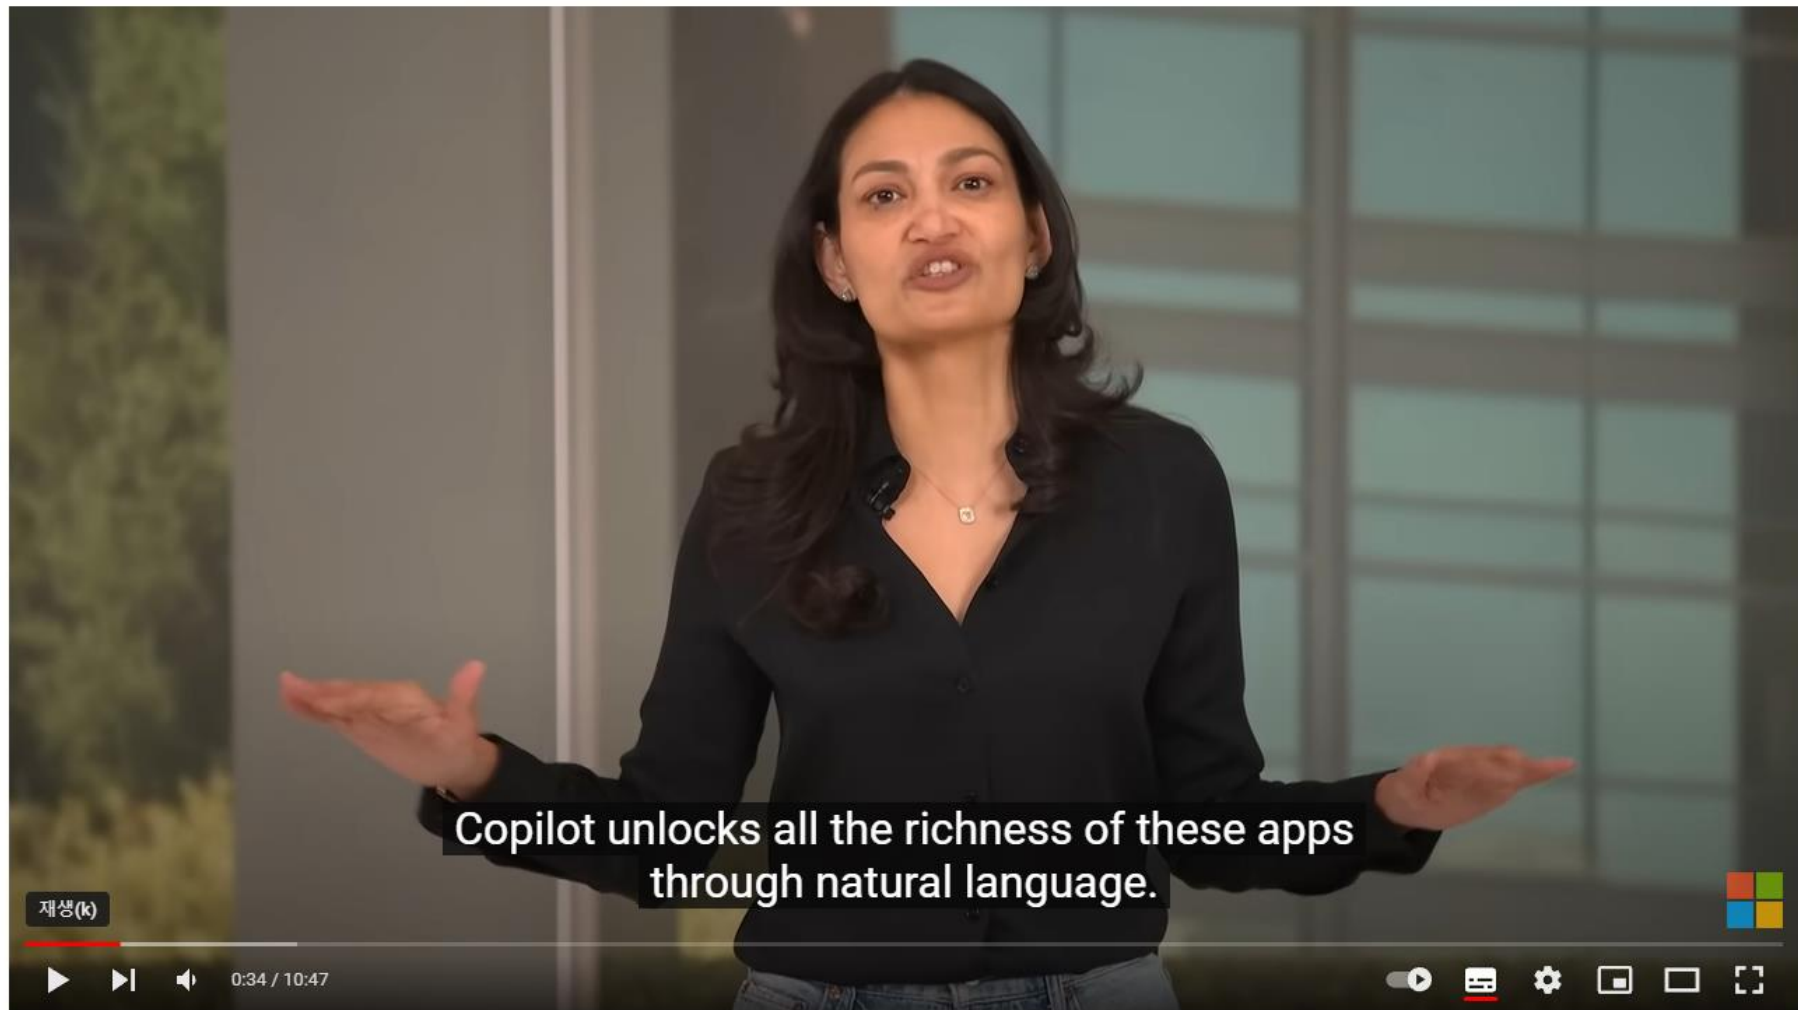 Copilot unlocks all the richness of these apps
through natural language.
재생(k)
0:34 / 10:47